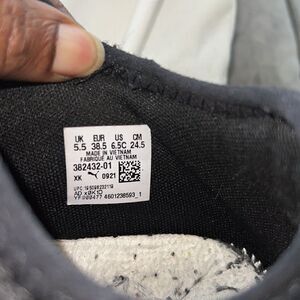 UK EUR US CM
5.5 38.5 6.5C 24.5
MADE IN VIETNAM
FABRIQUÉ AU VIETNAM
382432-01
XK 0921